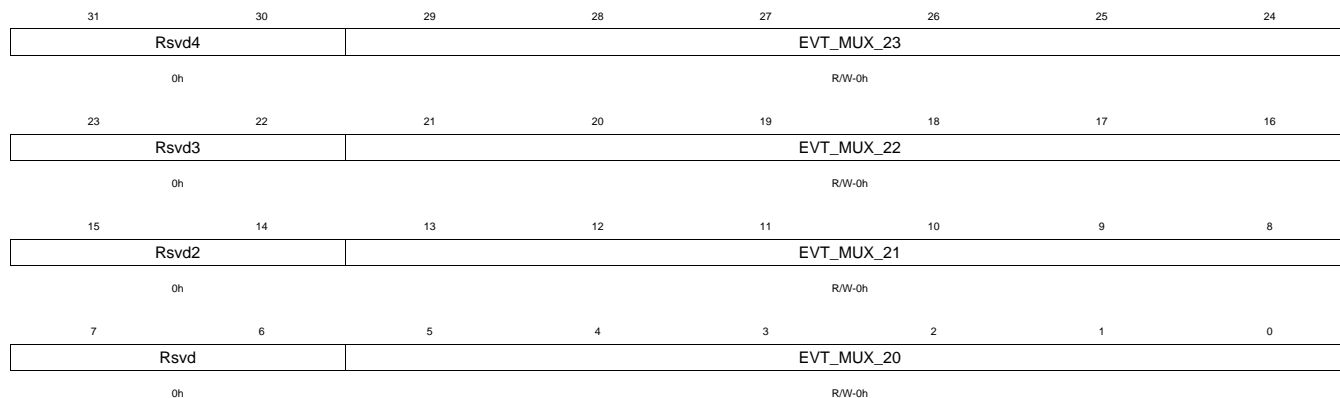 31 30 29 28 27 26 25 24
Rsvd4 EVT_MUX_23
0h R/W-0h
23 22 21 20 19 18 17 16
Rsvd3 EVT_MUX_22
0h R/W-0h
15 14 13 12 11 10 9 8
Rsvd2 EVT_MUX_21
0h R/W-0h
7 6 5 4 3 2 1 0
Rsvd EVT_MUX_20
0h R/W-0h